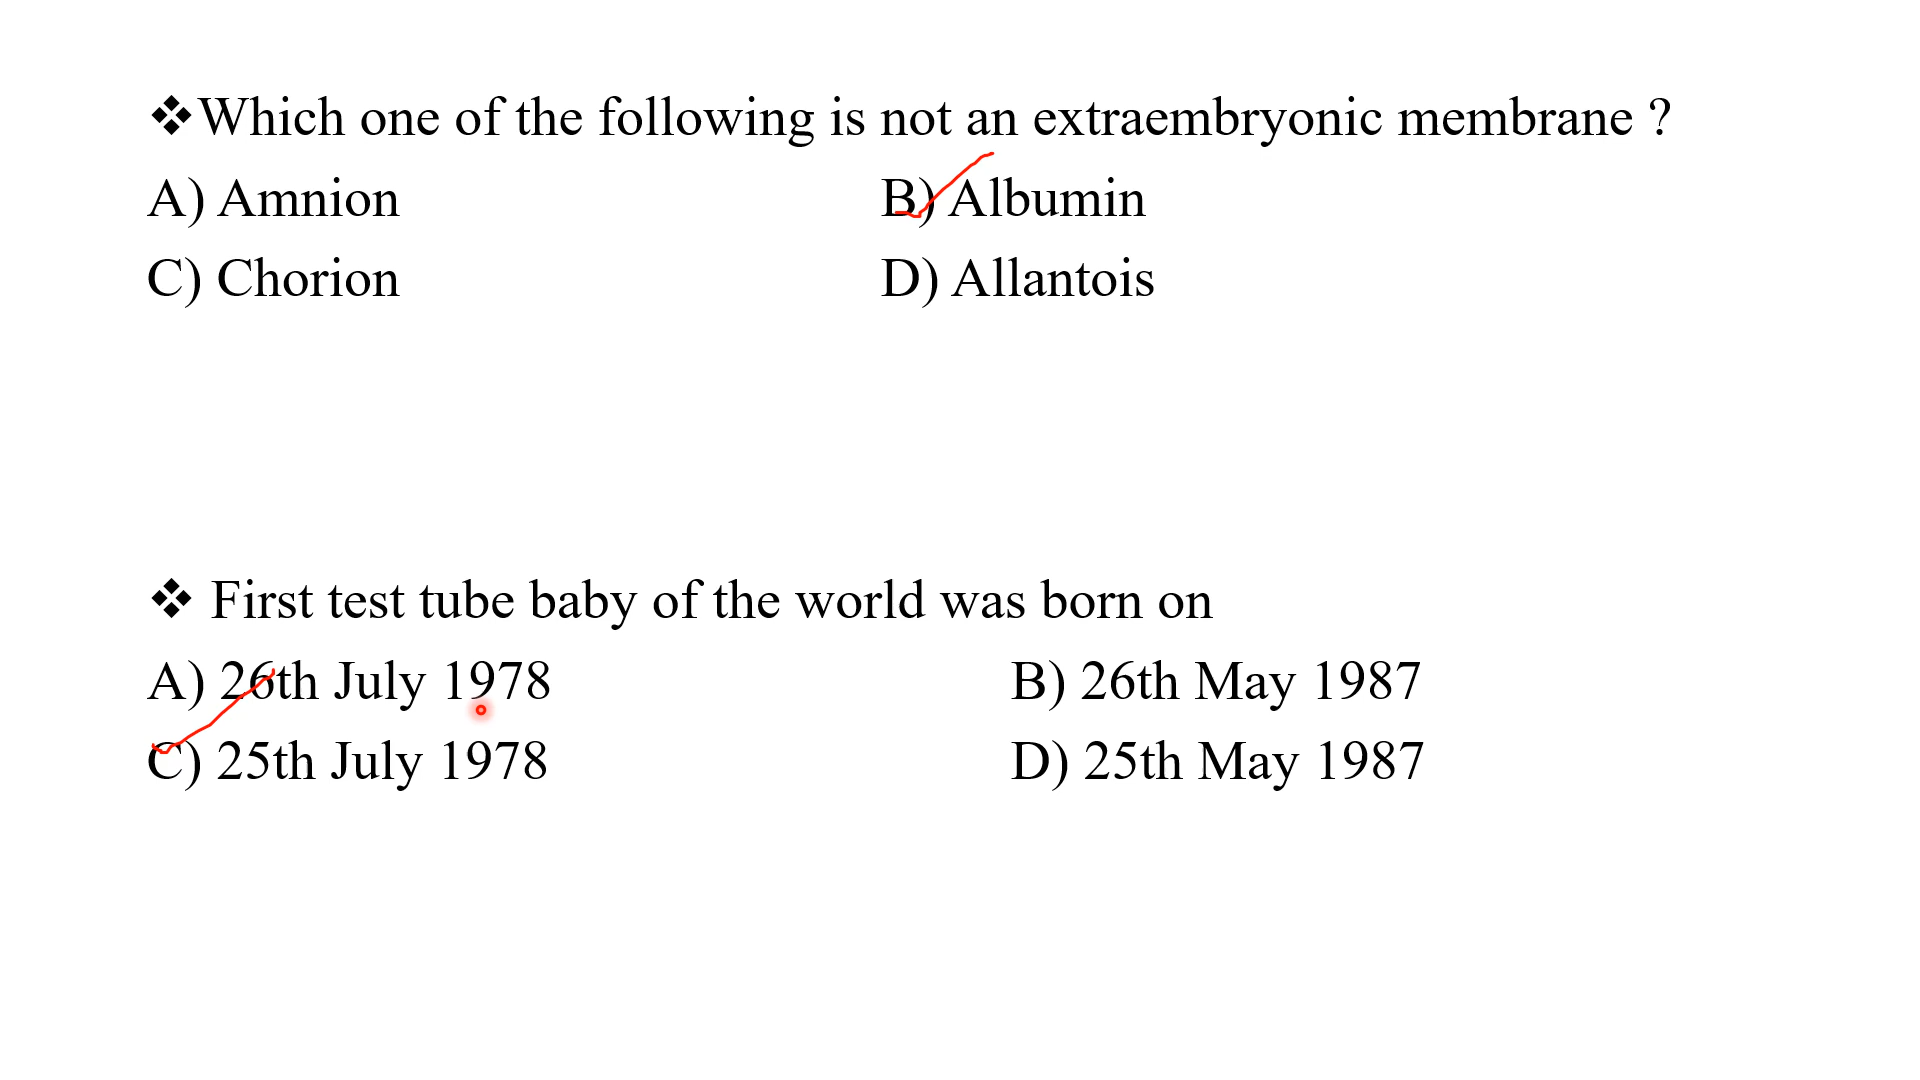 ❖Which one of the following is not an extraembryonic membrane ?
A) Amnion B) Albumin
C) Chorion D) Allantois
❖ First test tube baby of the world was born on
A) 26th July 1978 B) 26th May 1987
C) 25th July 1978 D) 25th May 1987